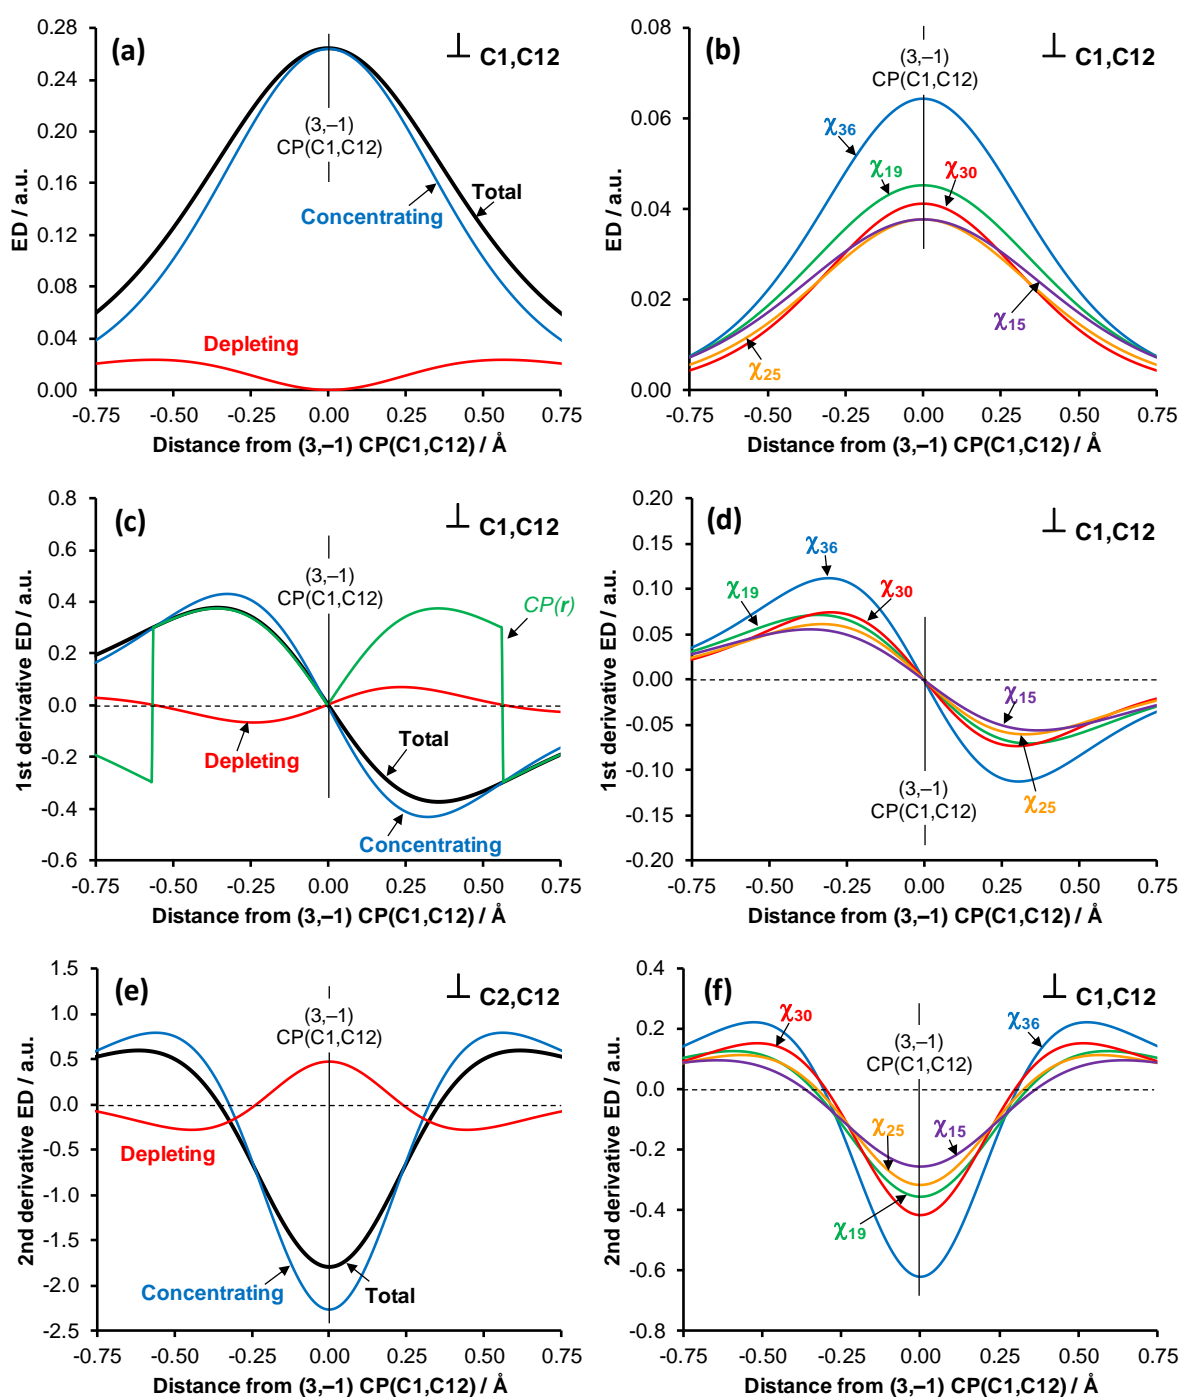 (a)
⊥ C1,C12
0.28
0.24
0.20
0.16
0.12
0.08
0.04
0.00
ED / a.u.
(3,–1)
CP(C1,C12)
Total
Concentrating
Depleting
-0.75 -0.50 -0.25 0.00 0.25 0.50 0.75
Distance from (3,–1) CP(C1,C12) / Å
(b)
⊥ C1,C12
0.08
0.06
0.04
0.02
0.00
ED / a.u.
(3,–1)
CP(C1,C12)
χ36
χ19
χ30
χ15
χ25
-0.75 -0.50 -0.25 0.00 0.25 0.50 0.75
Distance from (3,–1) CP(C1,C12) / Å
(c)
⊥ C1,C12
0.8
0.6
0.4
0.2
0.0
-0.2
-0.4
-0.6
1st derivative ED / a.u.
(3,–1)
CP(C1,C12)
CP(r)
Total
Depleting
Concentrating
-0.75 -0.50 -0.25 0.00 0.25 0.50 0.75
Distance from (3,–1) CP(C1,C12) / Å
(d)
⊥ C1,C12
0.20
0.15
0.10
0.05
0.00
-0.05
-0.10
-0.15
-0.20
1st derivative ED / a.u.
χ36
χ19
χ30
χ15
χ25
(3,–1)
CP(C1,C12)
-0.75 -0.50 -0.25 0.00 0.25 0.50 0.75
Distance from (3,–1) CP(C1,C12) / Å
(e)
⊥ C2,C12
1.5
1.0
0.5
0.0
-0.5
-1.0
-1.5
-2.0
-2.5
2nd derivative ED / a.u.
(3,–1)
CP(C1,C12)
Depleting
Concentrating
Total
-0.75 -0.50 -0.25 0.00 0.25 0.50 0.75
Distance from (3,–1) CP(C1,C12) / Å
(f)
⊥ C1,C12
0.4
0.2
0.0
-0.2
-0.4
-0.6
-0.8
2nd derivative ED / a.u.
χ30
χ36
(3,–1)
CP(C1,C12)
χ25
χ15
χ19
-0.75 -0.50 -0.25 0.00 0.25 0.50 0.75
Distance from (3,–1) CP(C1,C12) / Å